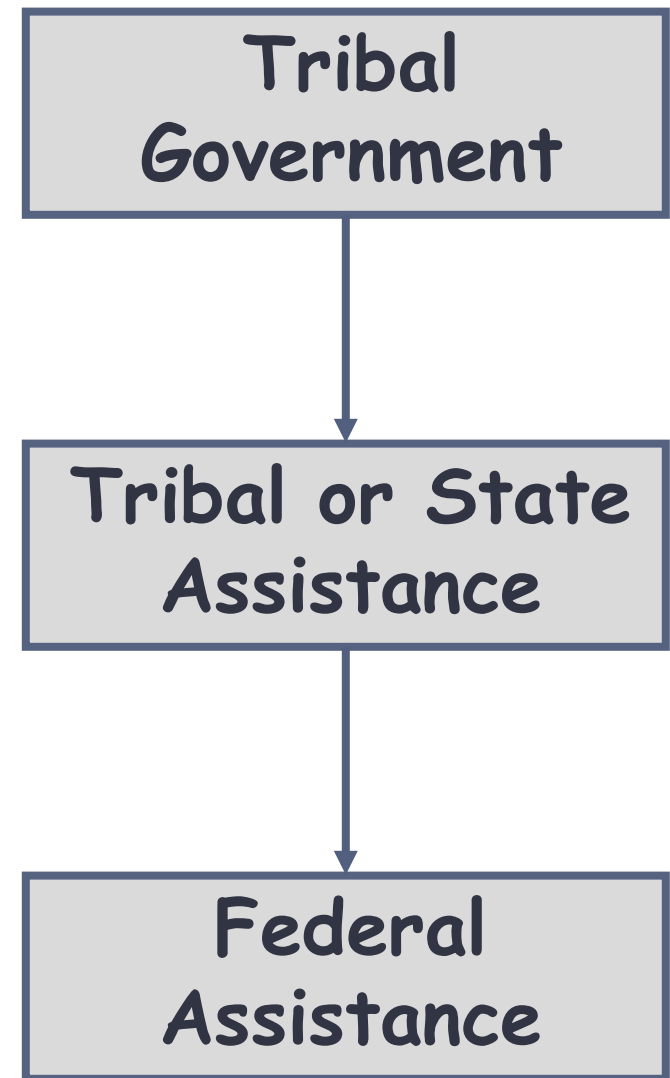 Tribal
Government
Tribal or State
Assistance
Federal
Assistance